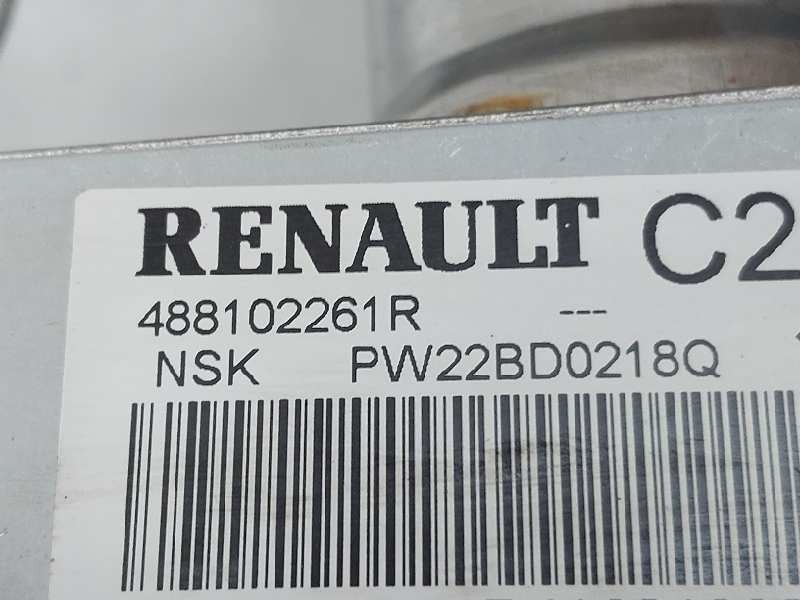 RENAULT C2
488102261R ---
NSK PW22BD0218Q